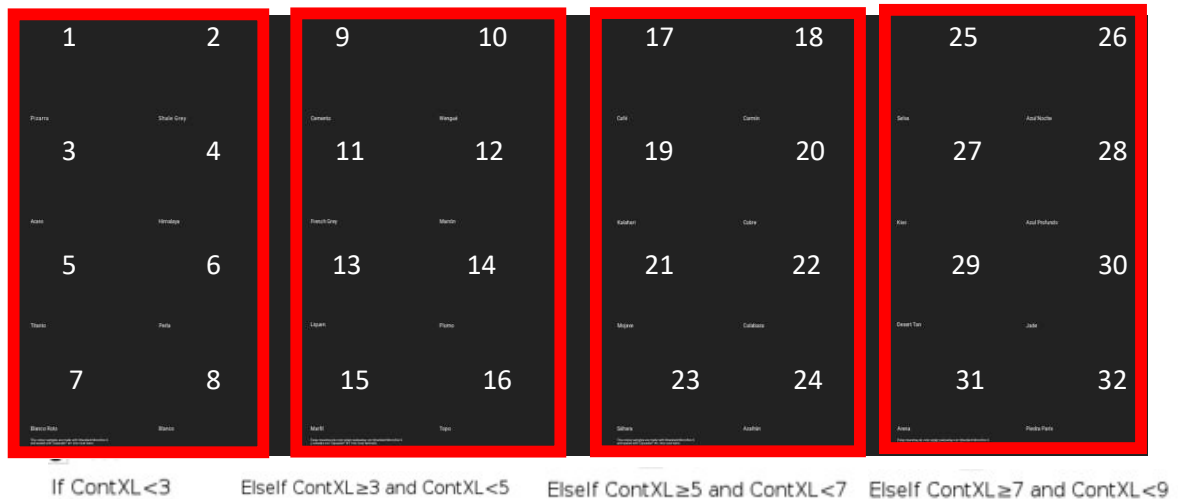 1 2 9 10 17 18 25 26
Pizarra Shale Grey Cemento Wengué Café Carmín Selva Azul Noche
3 4 11 12 19 20 27 28
Acero Himalaya French Grey Marrón Kalahari Cobre Kiwi Azul Profundo
5 6 13 14 21 22 29 30
Titanio Perla Liquen Plomo Mojave Calabaza Desert Tan Jade
7 8 15 16 23 24 31 32
Blanco Roto Blanco Marfil Topo Sáhara Azafrán Arena Piedra París
If ContXL<3 ElseIf ContXL≥3 and ContXL<5 ElseIf ContXL≥5 and ContXL<7 ElseIf ContXL≥7 and ContXL<9